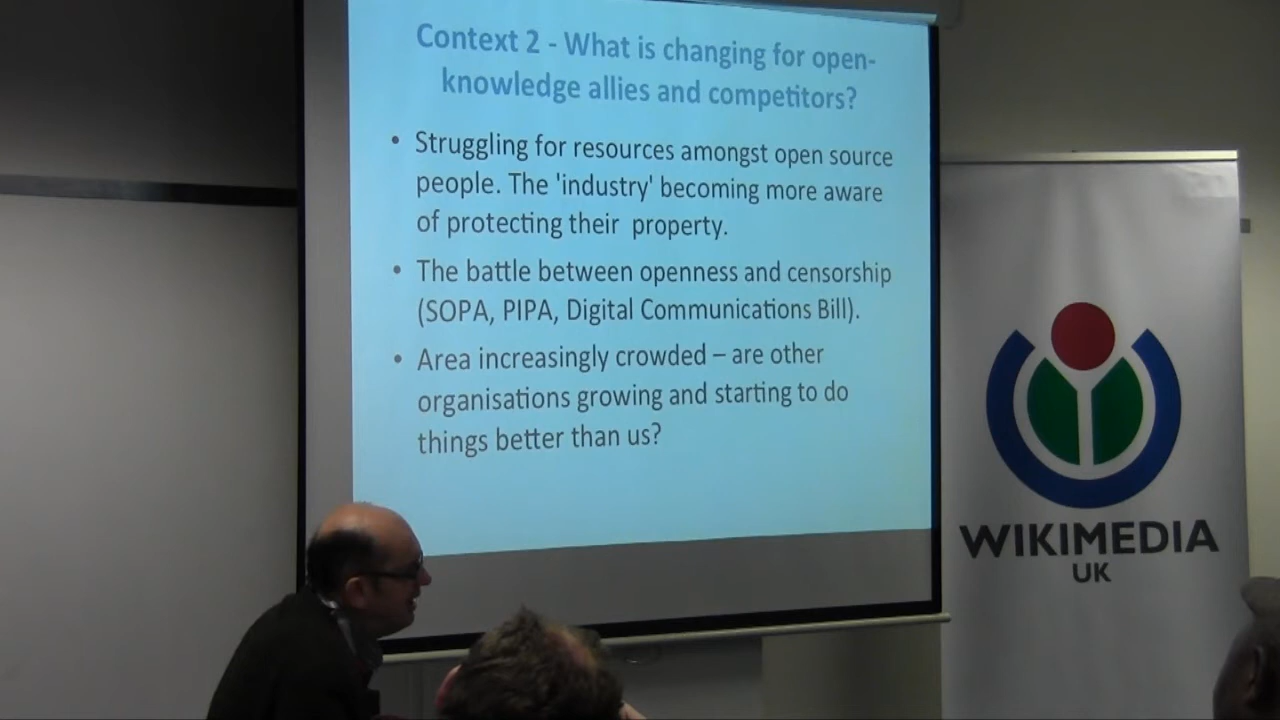 Context 2 - What is changing for open-
knowledge allies and competitors?
• Struggling for resources amongst open source
people. The 'industry' becoming more aware
of protecting their  property.
• The battle between openness and censorship
(SOPA, PIPA, Digital Communications Bill).
• Area increasingly crowded – are other
organisations growing and starting to do
things better than us?
WIKIMEDIA
UK